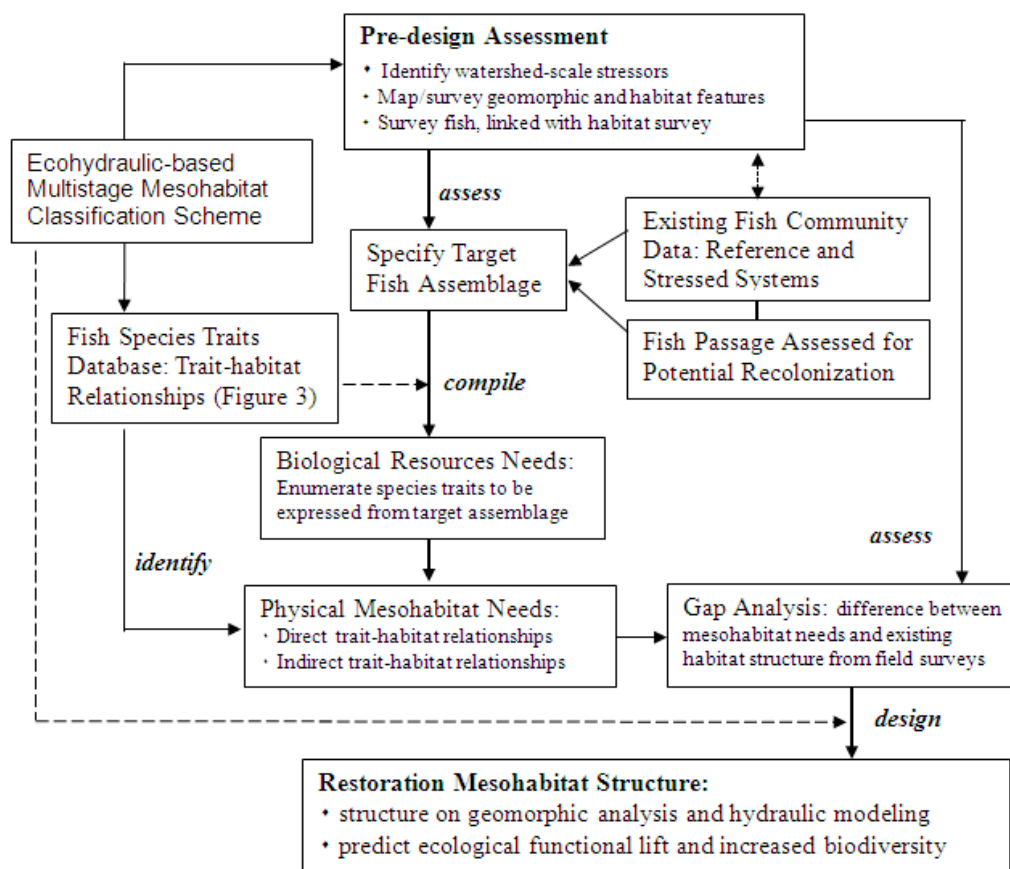 Pre-design Assessment
• Identify watershed-scale stressors
• Map/survey geomorphic and habitat features
• Survey fish, linked with habitat survey
Ecohydraulic-based
Multistage Mesohabitat
Classification Scheme
assess
Specify Target
Fish Assemblage
Existing Fish Community
Data: Reference and
Stressed Systems
Fish Passage Assessed for
Potential Recolonization
Fish Species Traits
Database: Trait-habitat
Relationships (Figure 3)
compile
Biological Resources Needs:
Enumerate species traits to be
expressed from target assemblage
identify
assess
Physical Mesohabitat Needs:
• Direct trait-habitat relationships
• Indirect trait-habitat relationships
Gap Analysis: difference between
mesohabitat needs and existing
habitat structure from field surveys
design
Restoration Mesohabitat Structure:
• structure on geomorphic analysis and hydraulic modeling
• predict ecological functional lift and increased biodiversity